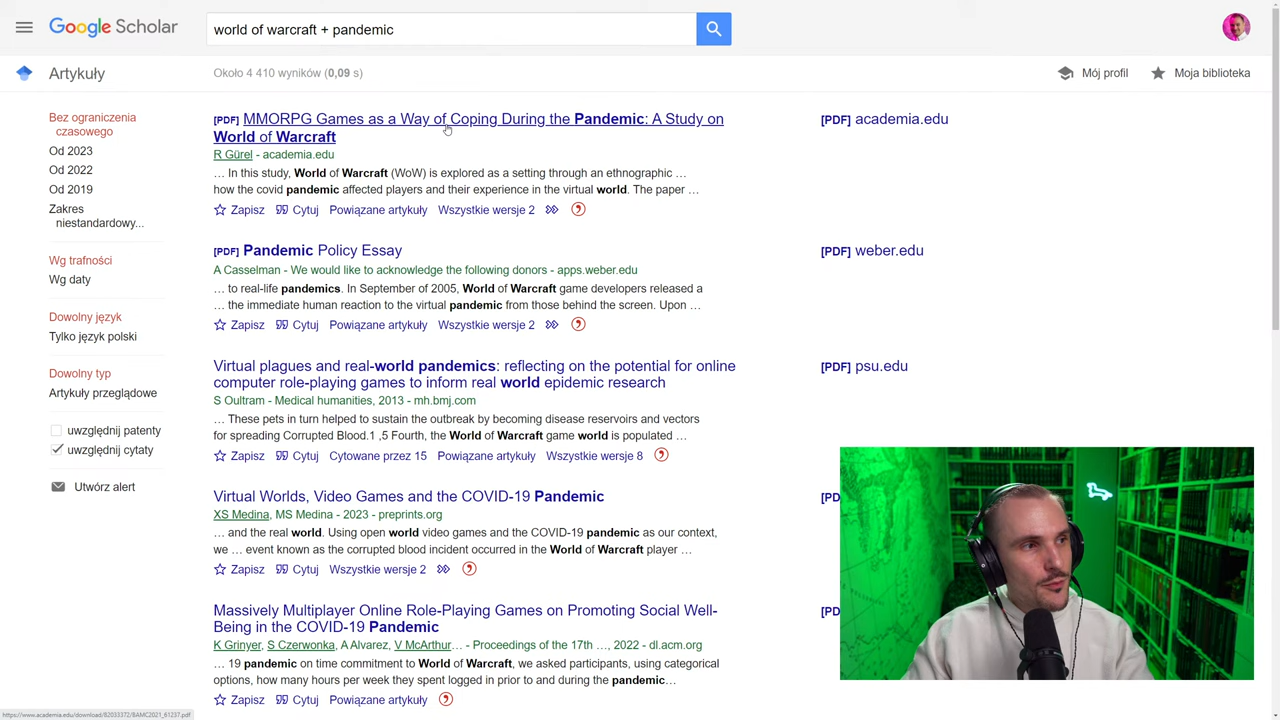 Google Scholar
world of warcraft + pandemic
Artykuły
Około 4 410 wyników (0,09 s)
Mój profil
Moja biblioteka
Bez ograniczenia
czasowego
Od 2023
Od 2022
Od 2019
Zakres
niestandardowy...
Wg trafności
Wg daty
Dowolny język
Tylko język polski
Dowolny typ
Artykuły przeglądowe
uwzględnij patenty
uwzględnij cytaty
Utwórz alert
[PDF] MMORPG Games as a Way of Coping During the Pandemic: A Study on
World of Warcraft
R Gürel - academia.edu
… In this study, World of Warcraft (WoW) is explored as a setting through an ethnographic …
how the covid pandemic affected players and their experience in the virtual world. The paper …
Zapisz Cytuj Powiązane artykuły Wszystkie wersje 2
[PDF] academia.edu
[PDF] Pandemic Policy Essay
A Casselman - We would like to acknowledge the following donors - apps.weber.edu
… to real-life pandemics. In September of 2005, World of Warcraft game developers released a
… the immediate human reaction to the virtual pandemic from those behind the screen. Upon …
Zapisz Cytuj Powiązane artykuły Wszystkie wersje 2
[PDF] weber.edu
Virtual plagues and real-world pandemics: reflecting on the potential for online
computer role-playing games to inform real world epidemic research
S Oultram - Medical humanities, 2013 - mh.bmj.com
… These pets in turn helped to sustain the outbreak by becoming disease reservoirs and vectors
for spreading Corrupted Blood.1 ,5 Fourth, the World of Warcraft game world is populated …
Zapisz Cytuj Cytowane przez 15 Powiązane artykuły Wszystkie wersje 8
[PDF] psu.edu
Virtual Worlds, Video Games and the COVID-19 Pandemic
XS Medina, MS Medina - 2023 - preprints.org
… and the real world. Using open world video games and the COVID-19 pandemic as our context,
we … event known as the corrupted blood incident occurred in the World of Warcraft player …
Zapisz Cytuj Wszystkie wersje 2
[PD
Massively Multiplayer Online Role-Playing Games on Promoting Social Well-
Being in the COVID-19 Pandemic
K Grinyer, S Czerwonka, A Alvarez, V McArthur… - Proceedings of the 17th …, 2022 - dl.acm.org
… 19 pandemic on time commitment to World of Warcraft, we asked participants, using categorical
options, how many hours per week they spent logged in prior to and during the pandemic…
Zapisz Cytuj Powiązane artykuły
[PD
https://www.academia.edu/download/82033372/BAMC2021_61237.pdf